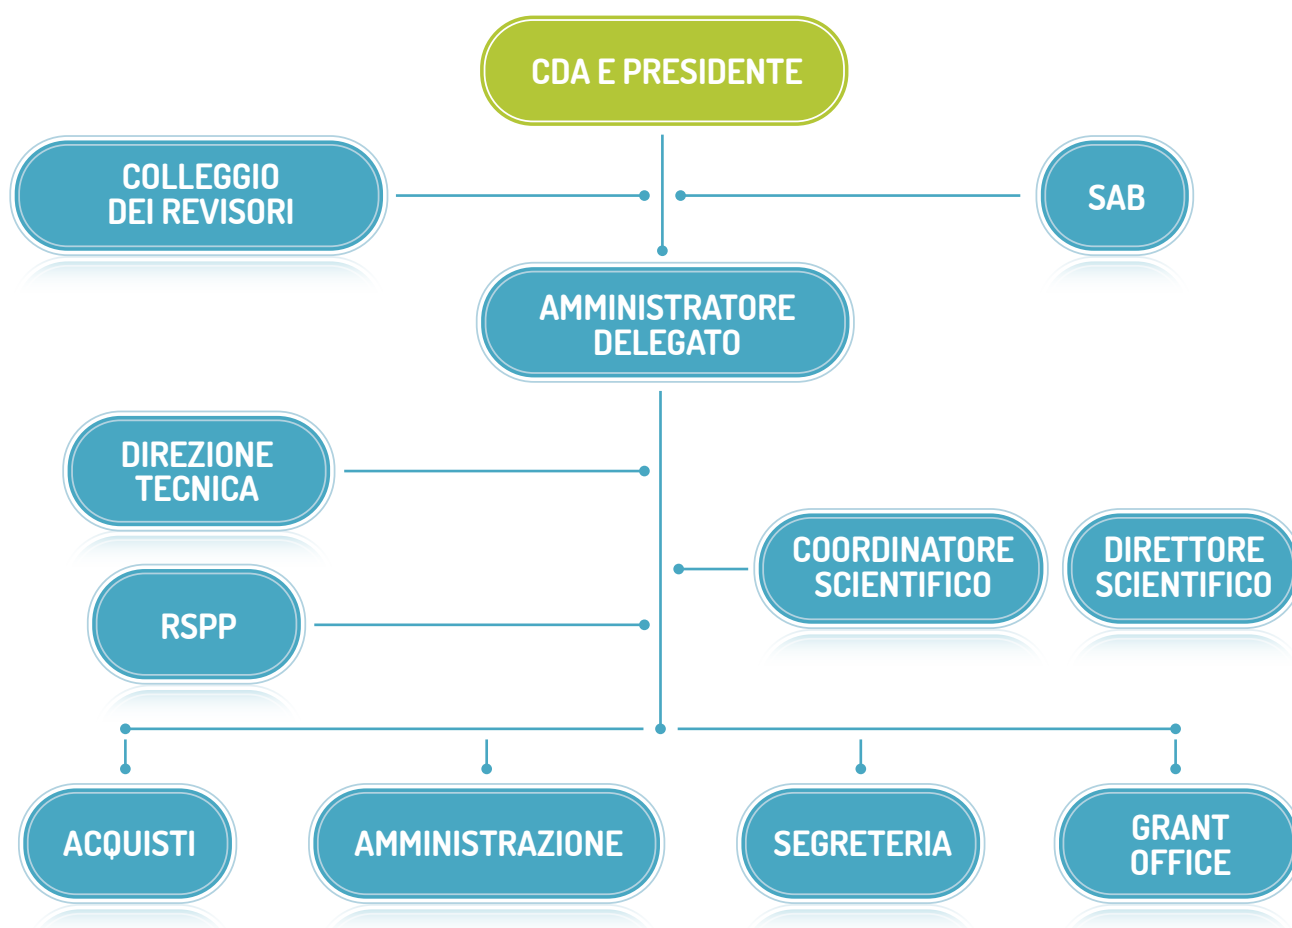 CDA E PRESIDENTE
COLLEGGIO
DEI REVISORI
SAB
AMMINISTRATORE
DELEGATO
DIREZIONE
TECNICA
COORDINATORE
SCIENTIFICO
DIRETTORE
SCIENTIFICO
RSPP
ACQUISTI
AMMINISTRAZIONE
SEGRETERIA
GRANT
OFFICE